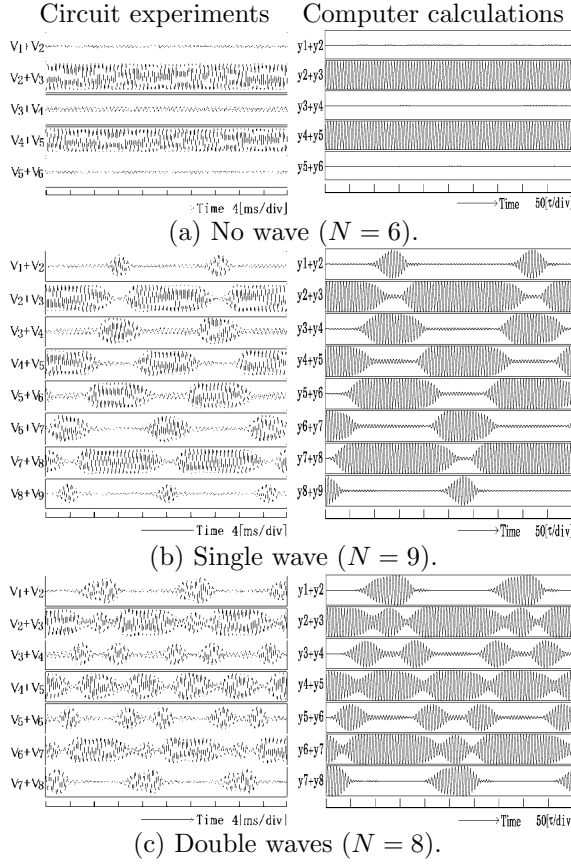 Circuit experiments
Computer calculations
V1+V2
V2+V3
V3+V4
V4+V5
V5+V6
Time 4[ms/div]
y1+y2
y2+y3
y3+y4
y4+y5
y5+y6
Time 50[τ/div]
(a) No wave (N = 6).
V1+V2
V2+V3
V3+V4
V4+V5
V5+V6
V6+V7
V7+V8
V8+V9
Time 4[ms/div]
y1+y2
y2+y3
y3+y4
y4+y5
y5+y6
y6+y7
y7+y8
y8+y9
Time 50[τ/div]
(b) Single wave (N = 9).
V1+V2
V2+V3
V3+V4
V4+V5
V5+V6
V6+V7
V7+V8
Time 4[ms/div]
y1+y2
y2+y3
y3+y4
y4+y5
y5+y6
y6+y7
y7+y8
Time 50[τ/div]
(c) Double waves (N = 8).